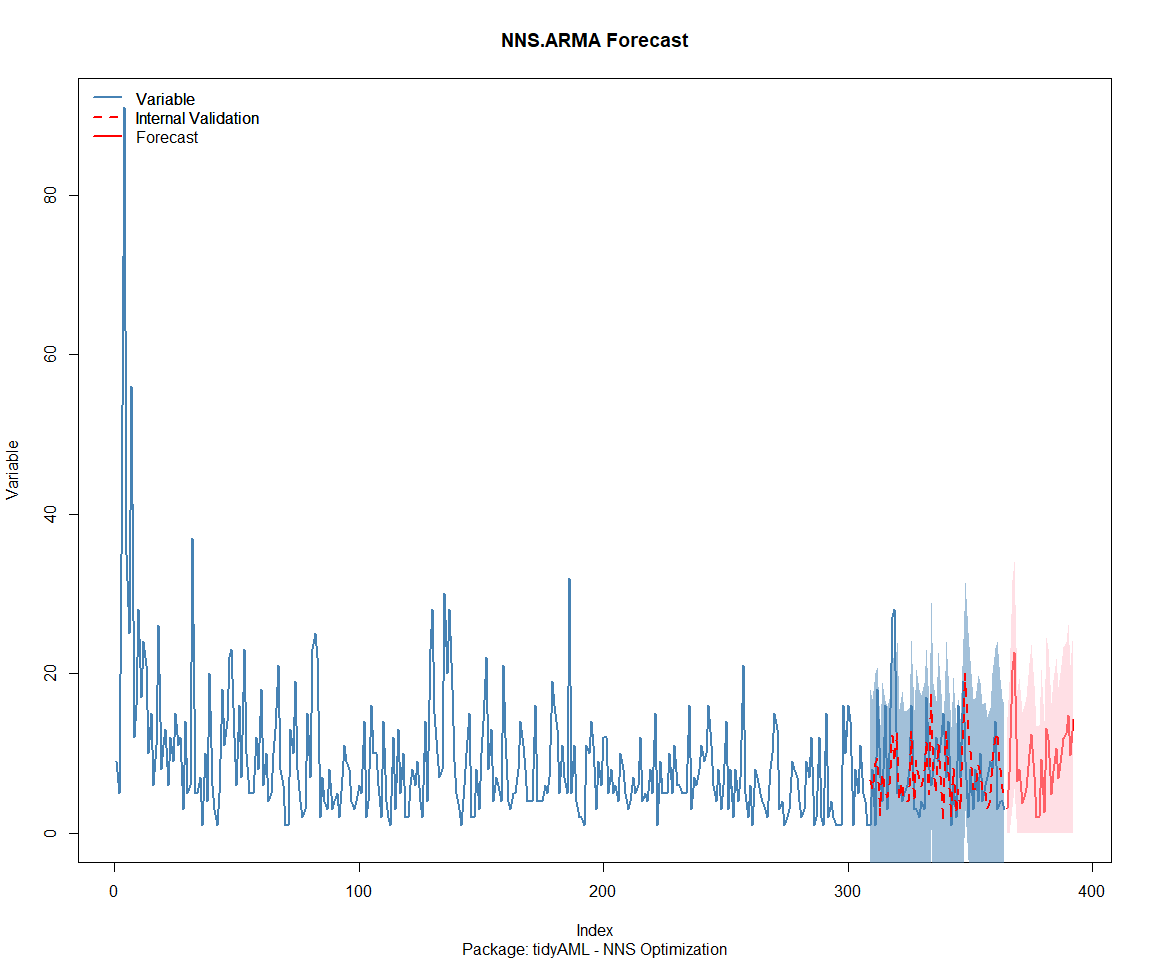 NNS.ARMA Forecast
Variable
Internal Validation
Forecast
80
60
40
20
0
Variable
0
100
200
300
400
Index
Package: tidyAML - NNS Optimization